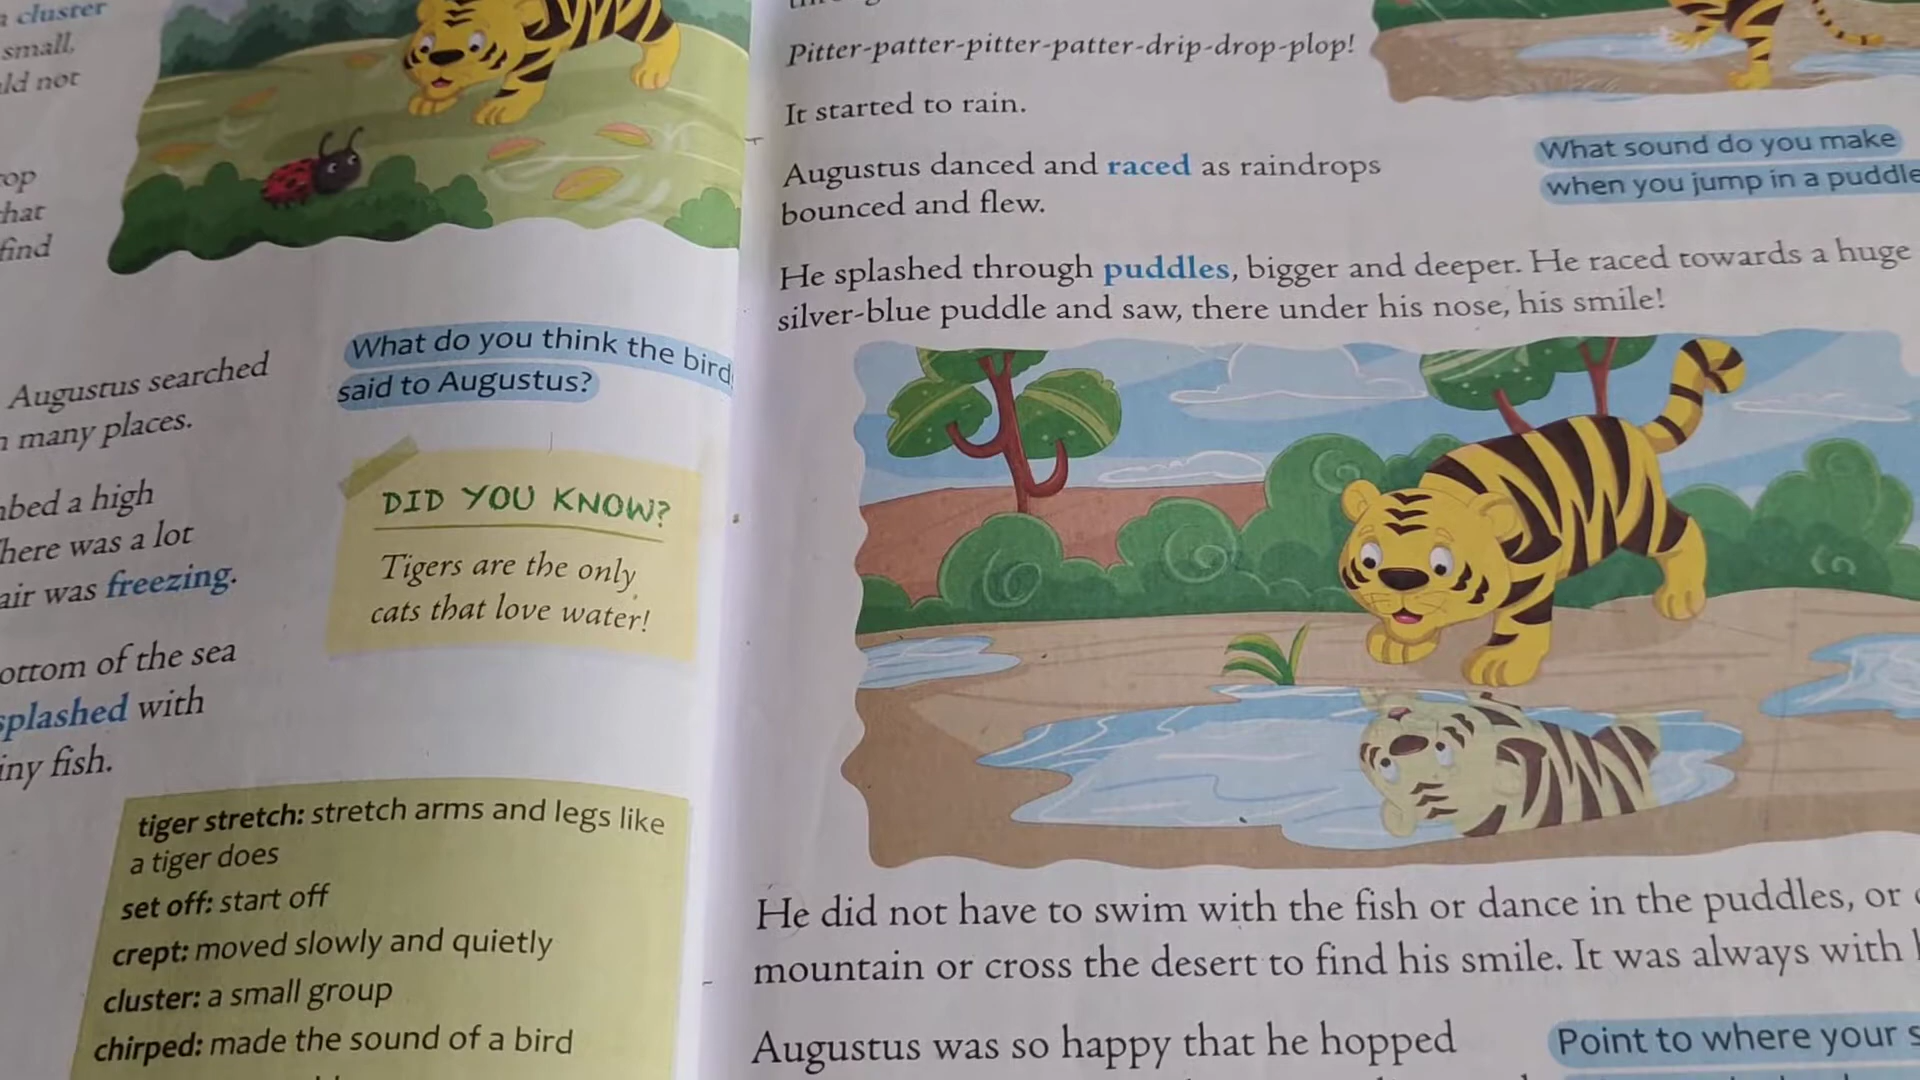 cluster
small,
not
find
Augustus searched
many places.
a high
here was a lot
air was freezing.
of the sea
splashed with
fish.
What do you think the bird
said to Augustus?
DID YOU KNOW?
Tigers are the only
cats that love water!
tiger stretch: stretch arms and legs like
a tiger does
set off: start off
crept: moved slowly and quietly
cluster: a small group
chirped: made the sound of a bird
Pitter-patter-pitter-patter-drip-drop-plop!
It started to rain.
Augustus danced and raced as raindrops
bounced and flew.
What sound do you make
when you jump in a puddle
He splashed through puddles, bigger and deeper. He raced towards a huge
silver-blue puddle and saw, there under his nose, his smile!
He did not have to swim with the fish or dance in the puddles, or
mountain or cross the desert to find his smile. It was always with
Augustus was so happy that he hopped
Point to where your